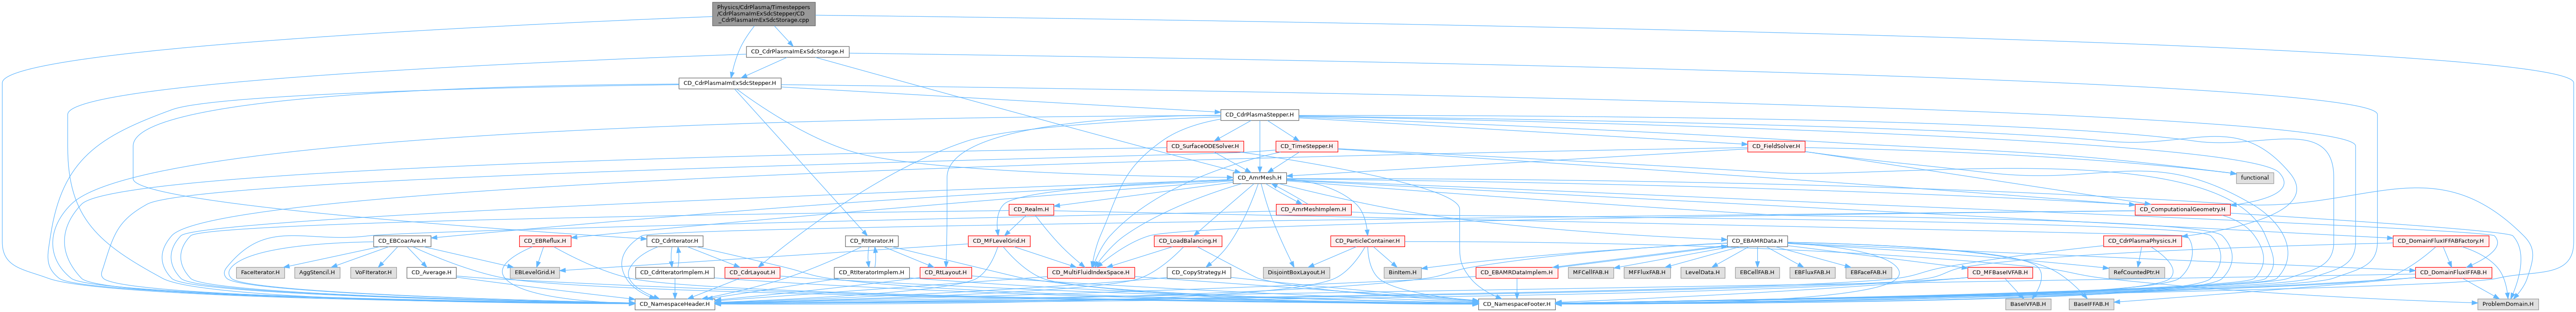 Physics/CdrPlasma/Timesteppers
/CdrPlasmaImExSdcStepper/CD
_CdrPlasmaImExSdcStorage.cpp
CD_CdrPlasmaImExSdcStorage.H
CD_CdrPlasmaImExSdcStepper.H
CD_CdrPlasmaStepper.H
CD_SurfaceODESolver.H
CD_TimeStepper.H
CD_FieldSolver.H
CD_AmrMesh.H
functional
CD_Realm.H
CD_AmrMeshImplem.H
CD_ComputationalGeometry.H
CD_EBCoarAve.H
CD_EBReflux.H
CD_CdrIterator.H
CD_RtIterator.H
CD_MFLevelGrid.H
CD_LoadBalancing.H
CD_ParticleContainer.H
CD_EBAMRData.H
CD_CdrPlasmaPhysics.H
CD_DomainFluxIFFABFactory.H
FaceIterator.H
AggStencil.H
VoFIterator.H
CD_Average.H
EBLevelGrid.H
CD_CdrIteratorImplem.H
CD_CdrLayout.H
CD_RtIteratorImplem.H
CD_RtLayout.H
CD_MultiFluidIndexSpace.H
CD_CopyStrategy.H
DisjointBoxLayout.H
BinItem.H
CD_EBAMRDataImplem.H
MFCellFAB.H
MFFluxFAB.H
LevelData.H
EBCellFAB.H
EBFluxFAB.H
EBFaceFAB.H
CD_MFBaseIVFAB.H
RefCountedPtr.H
CD_DomainFluxIFFAB.H
CD_NamespaceHeader.H
CD_NamespaceFooter.H
BaseIVFAB.H
BaseIFFAB.H
ProblemDomain.H